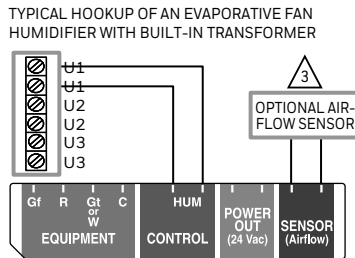 TYPICAL HOOKUP OF AN EVAPORATIVE FAN
HUMIDIFIER WITH BUILT-IN TRANSFORMER
U1
U1
U2
U2
U3
U3
3
OPTIONAL AIR-
FLOW SENSOR
Gf R Gt or W C
EQUIPMENT
HUM
CONTROL
POWER
OUT
(24 Vac)
SENSOR
(Airflow)